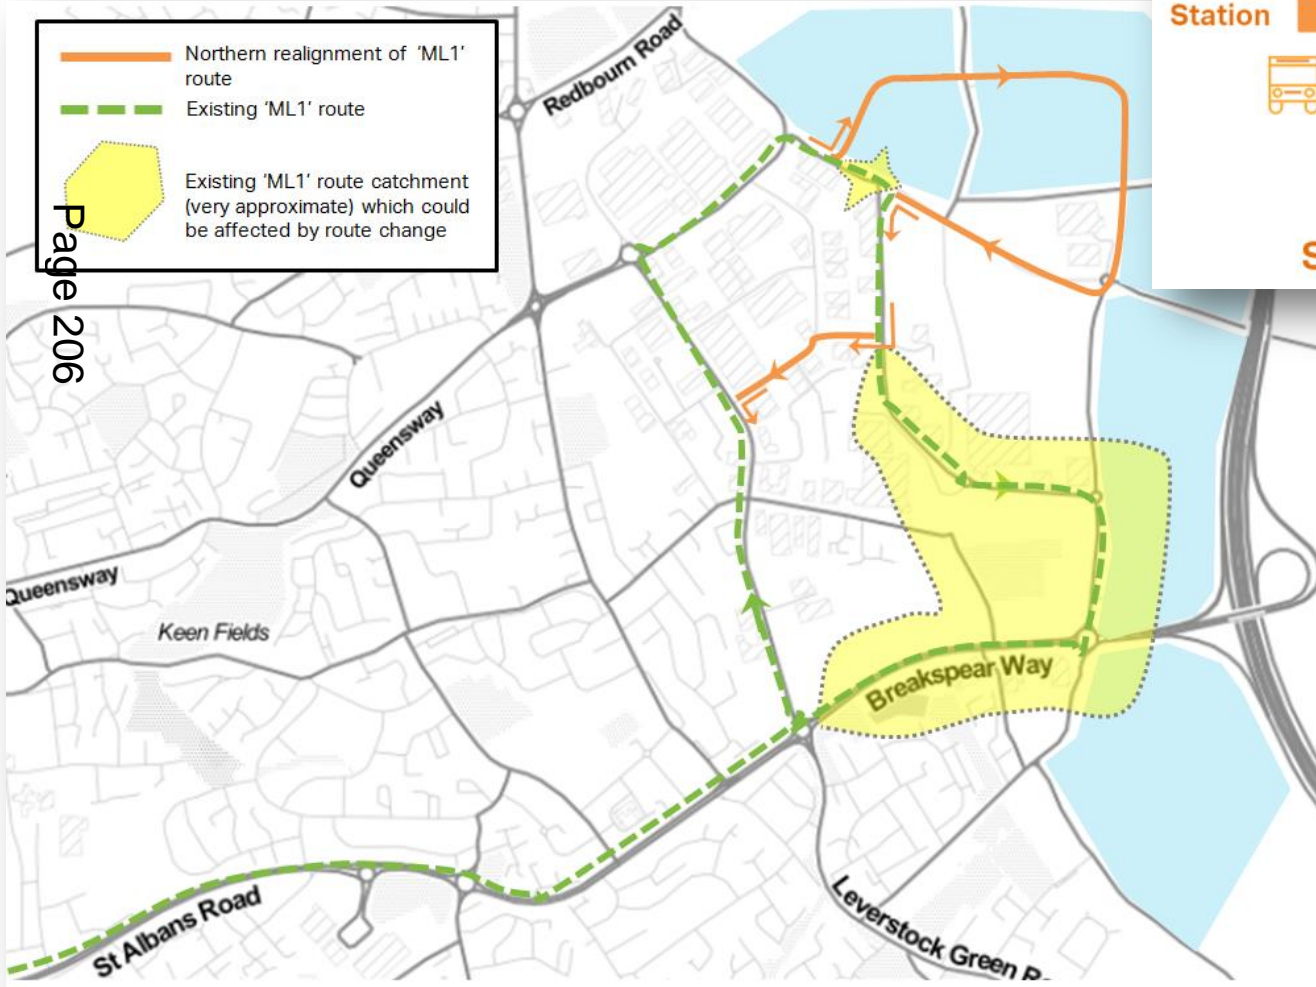 Northern realignment of ‘ML1’
route
Existing ‘ML1’ route
Existing ‘ML1’ route catchment
(very approximate) which could
be affected by route change
Page 206
Station
S
Redbourn Road
Queensway
Queensway
Keen Fields
Breakspear Way
St Albans Road
Leverstock Green